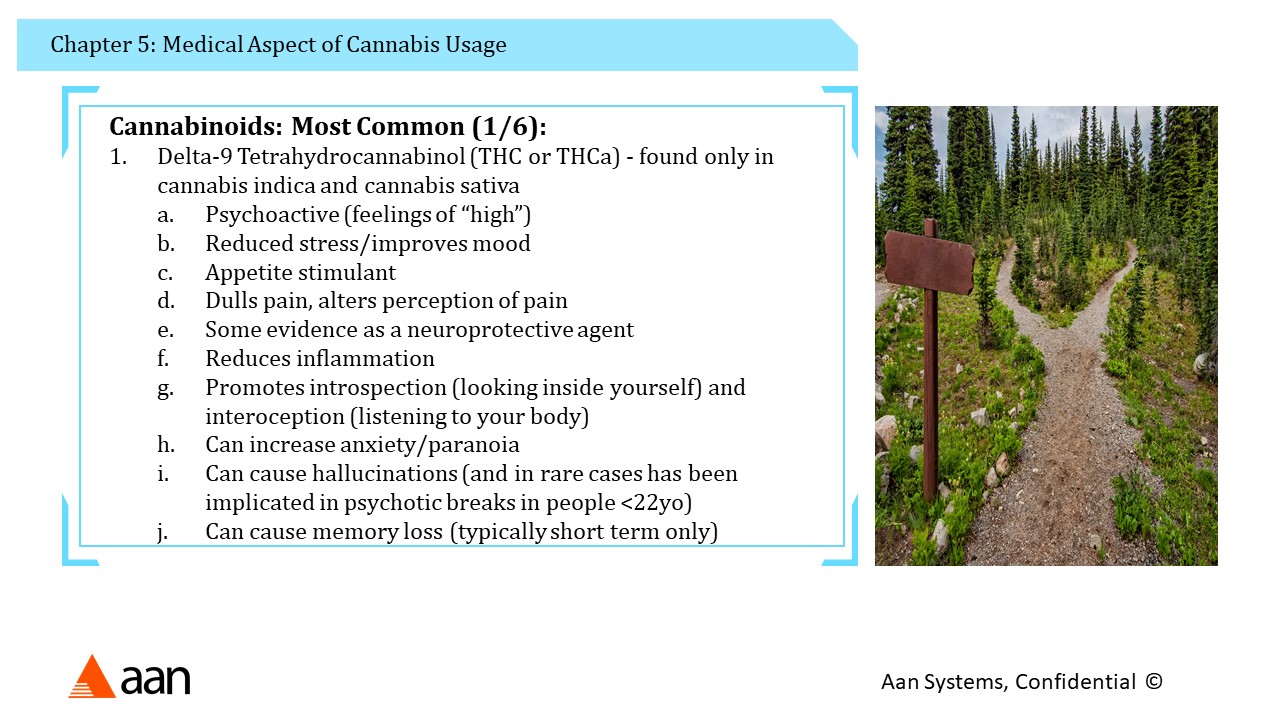 Chapter 5: Medical Aspect of Cannabis Usage
Cannabinoids: Most Common (1/6):
1. Delta-9 Tetrahydrocannabinol (THC or THCa) - found only in
cannabis indica and cannabis sativa
a. Psychoactive (feelings of “high”)
b. Reduced stress/improves mood
c. Appetite stimulant
d. Dulls pain, alters perception of pain
e. Some evidence as a neuroprotective agent
f. Reduces inflammation
g. Promotes introspection (looking inside yourself) and
interoception (listening to your body)
h. Can increase anxiety/paranoia
i. Can cause hallucinations (and in rare cases has been
implicated in psychotic breaks in people <22yo)
j. Can cause memory loss (typically short term only)
aan
Aan Systems, Confidential ©